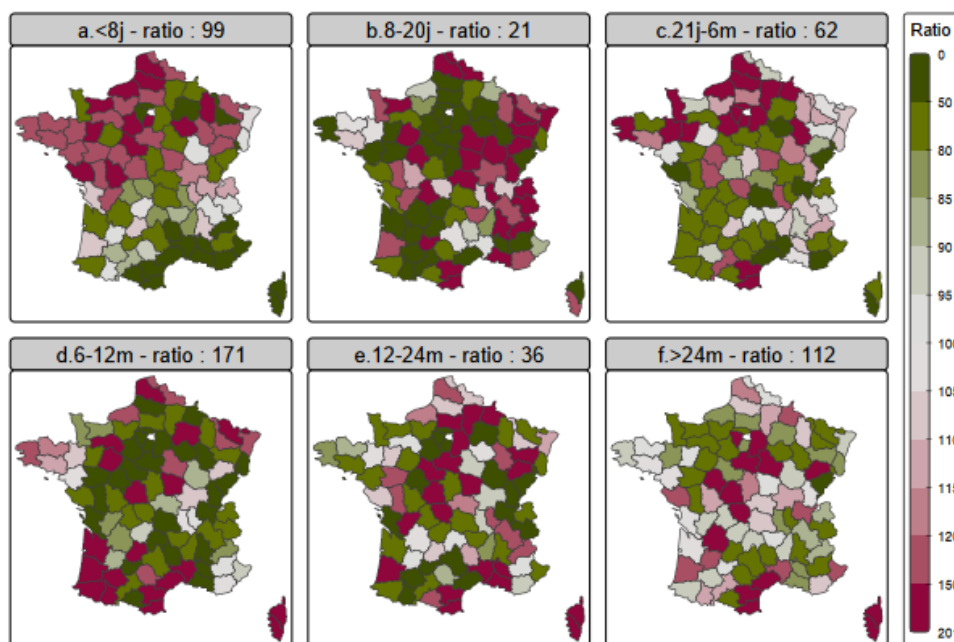 a.<8j - ratio : 99
b.8-20j - ratio : 21
c.21j-6m - ratio : 62
d.6-12m - ratio : 171
e.12-24m - ratio : 36
f.>24m - ratio : 112
Ratio
0
50
80
85
90
95
100
105
110
115
120
150